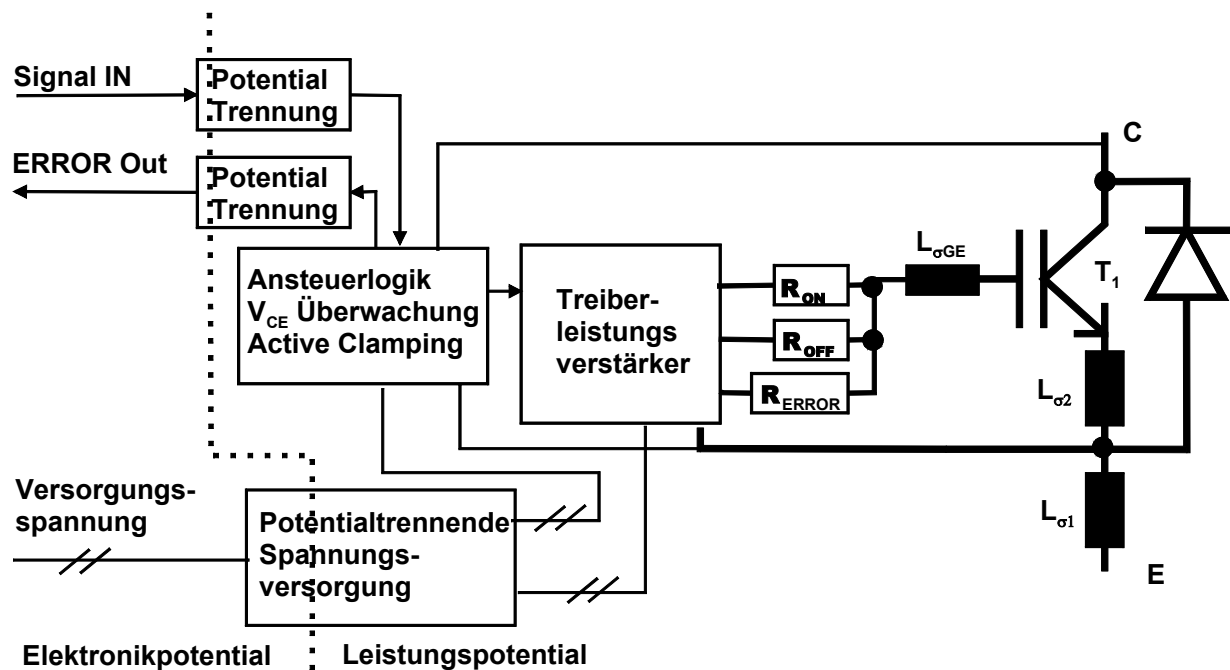 Signal IN
Potential
Trennung
ERROR Out
Potential
Trennung
C
Ansteuerlogik
V_CE Überwachung
Active Clamping
Treiber-
leistungs
verstärker
R_ON
R_OFF
R_ERROR
L_σGE
T_1
L_σ2
L_σ1
E
Versorgungs-
spannung
Potentialtrennende
Spannungs-
versorgung
Elektronikpotential
Leistungspotential